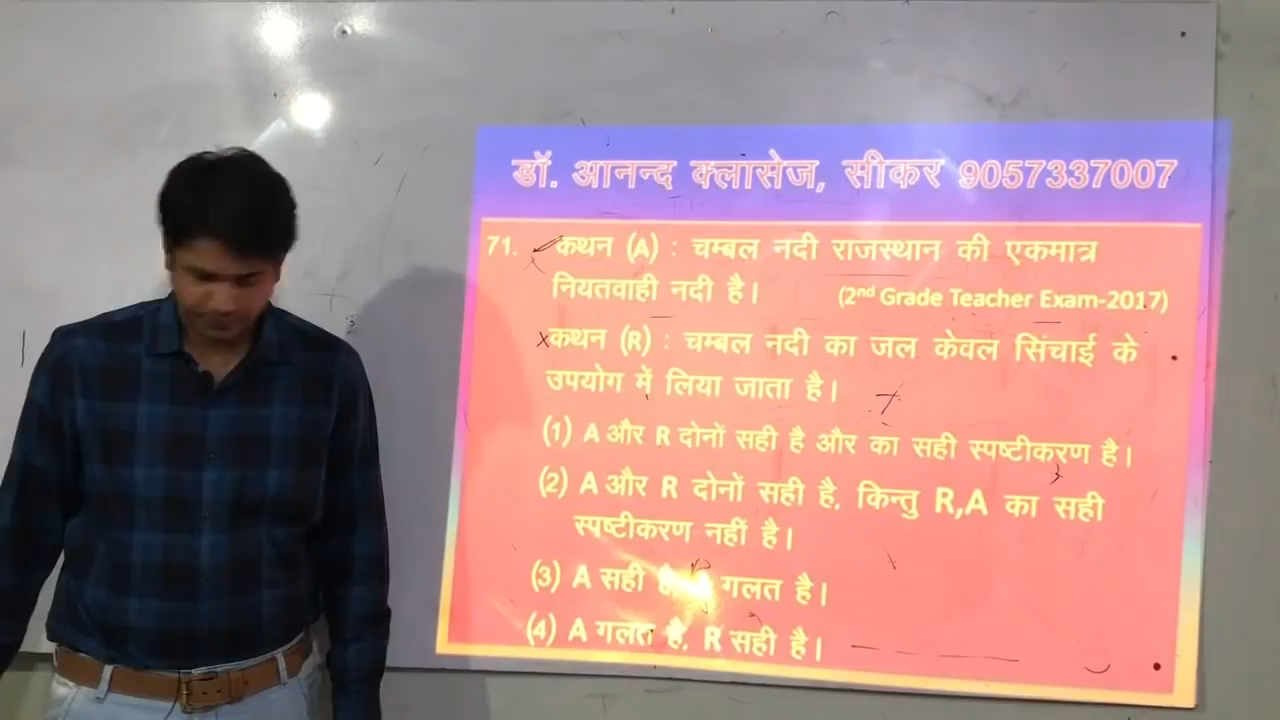 डॉ. आनन्द क्लासेज, सीकर 9057337007
71. कथन (A) : चम्बल नदी राजस्थान की एकमात्र
नियतवाही नदी है। (2nd Grade Teacher Exam-2017)
कथन (R) : चम्बल नदी का जल केवल सिंचाई के
उपयोग में लिया जाता है।
(1) A और R दोनों सही है और का सही स्पष्टीकरण है।
(2) A और R दोनों सही है, किन्तु R,A का सही
स्पष्टीकरण नहीं है।
(3) A सही है, गलत है।
(4) A गलत है, R सही है।